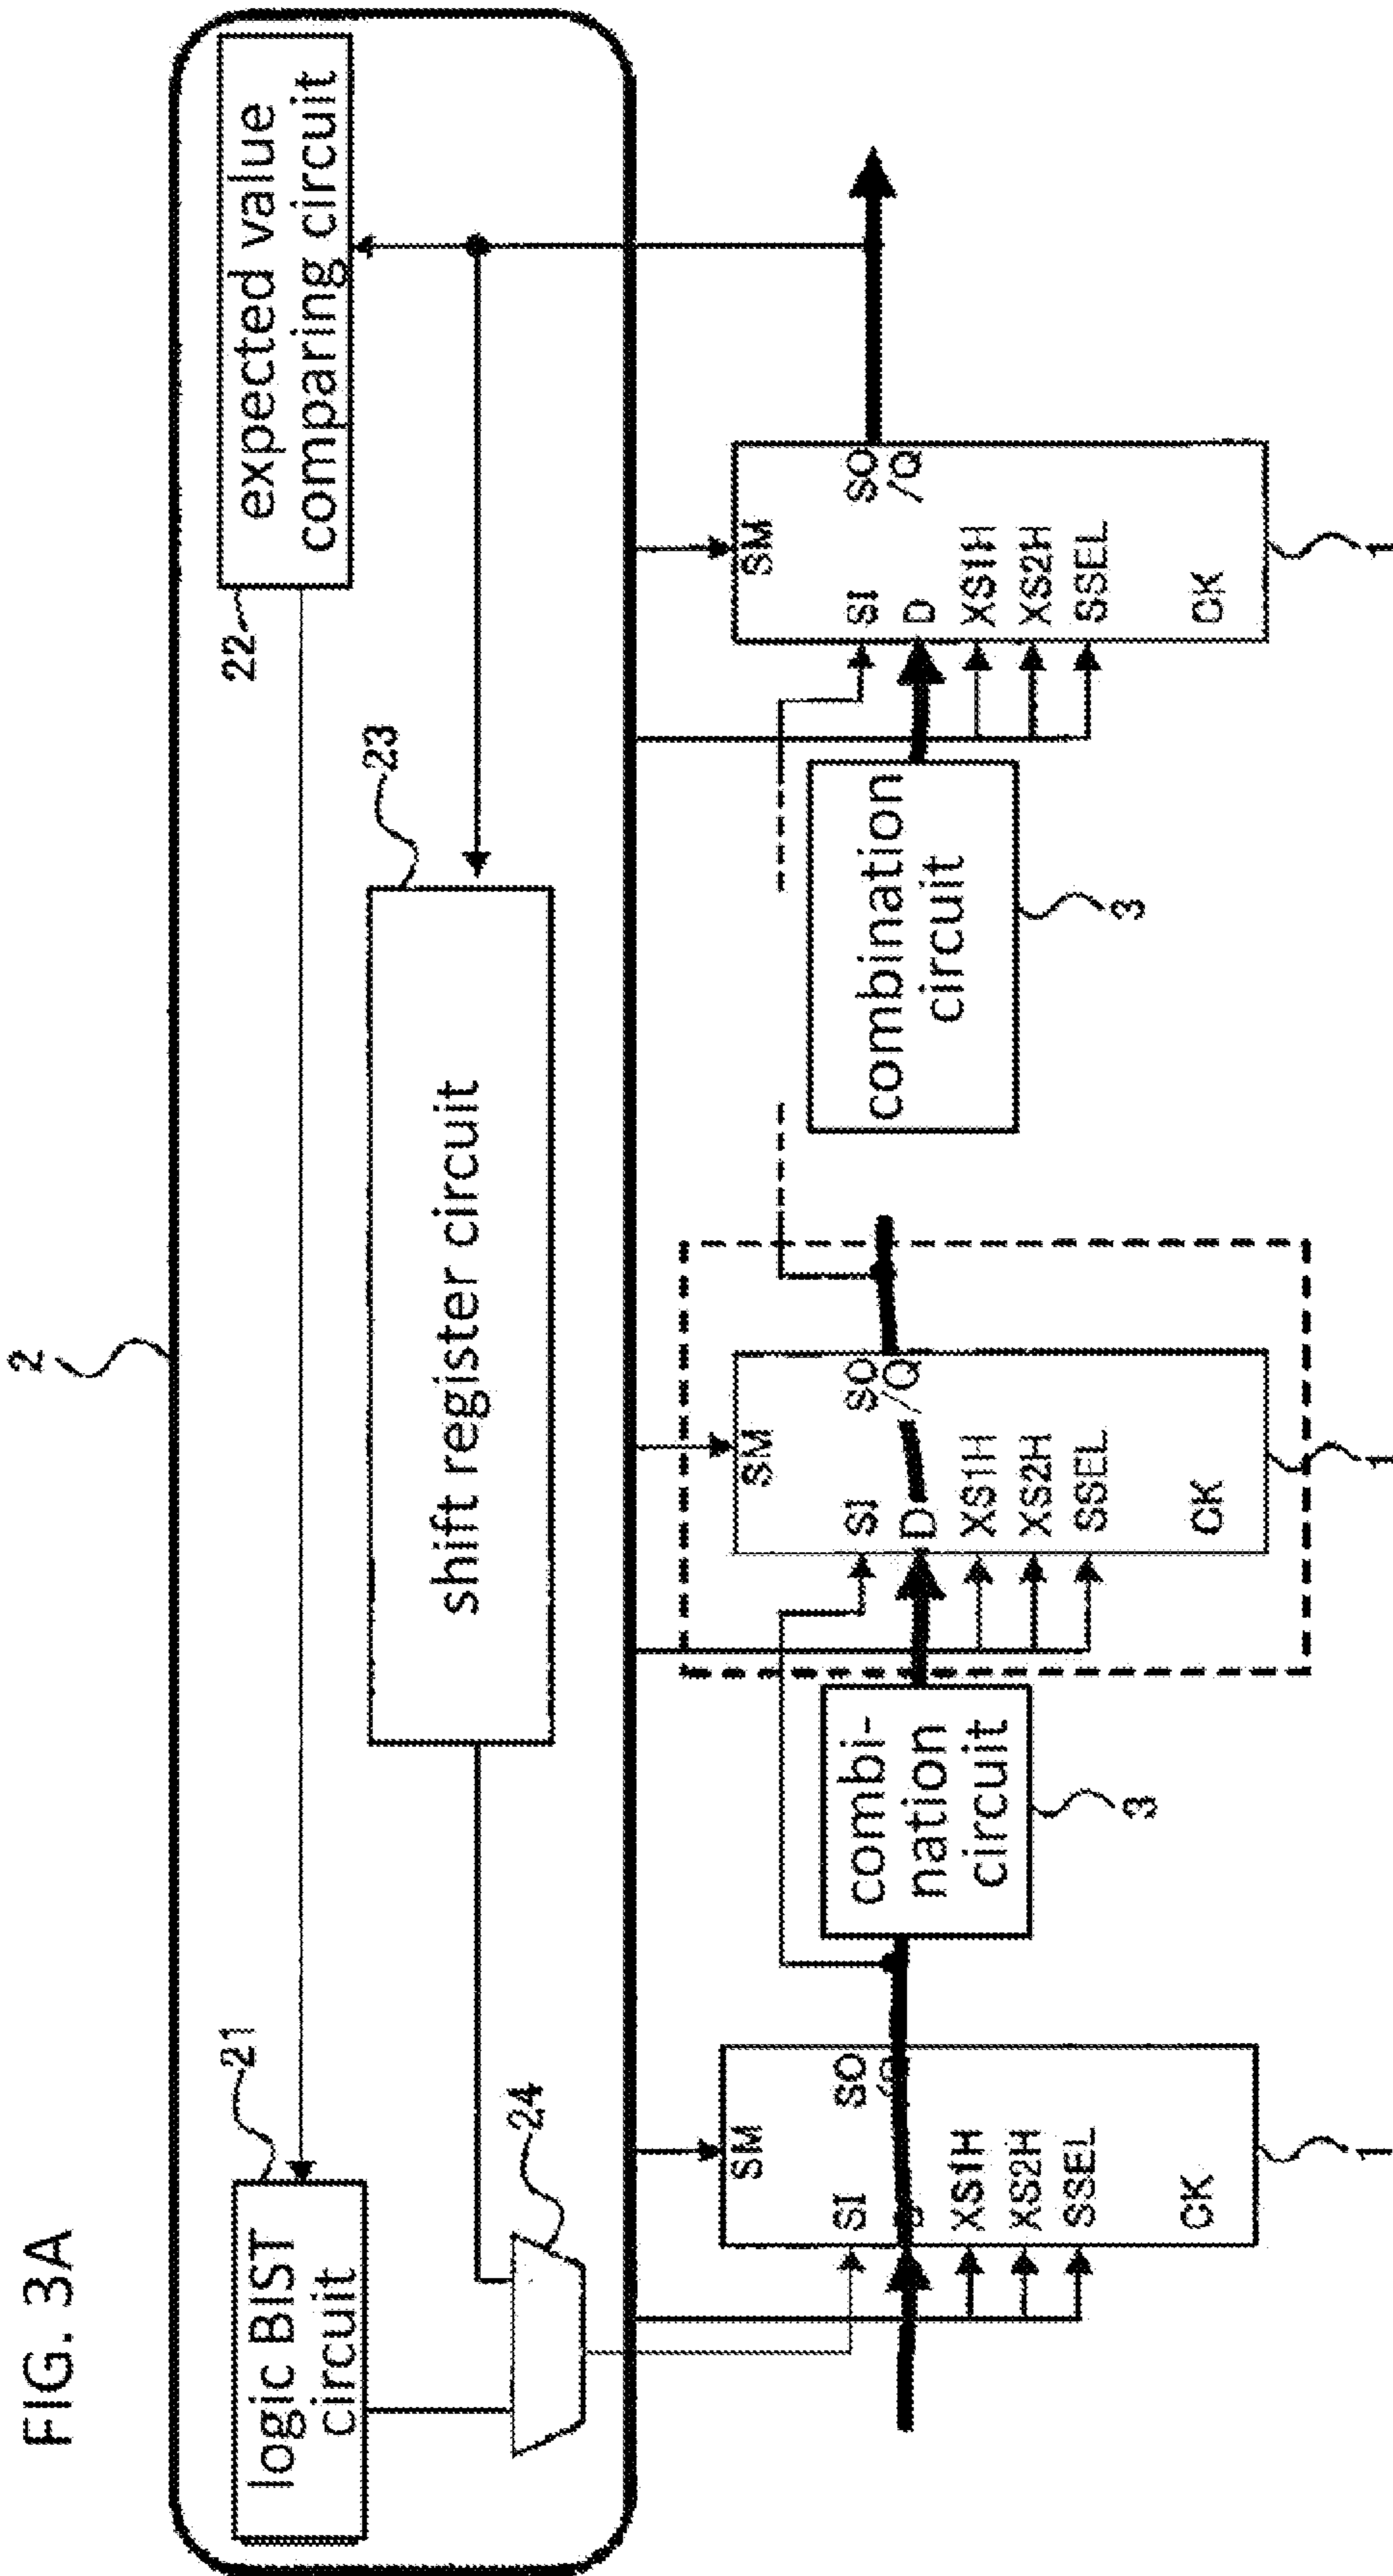 FIG. 3A
2
21
logic BIST
circuit
22
expected value
comparing circuit
23
shift register circuit
24
SM
SI
SO
XS1H
XS2H
SSEL
CK
1
combi-
nation
circuit
3
SM
SI
SO
D
/Q
XS1H
XS2H
SSEL
CK
1
combination
circuit
3
SM
SI
SO
D
/Q
XS1H
XS2H
SSEL
CK
1